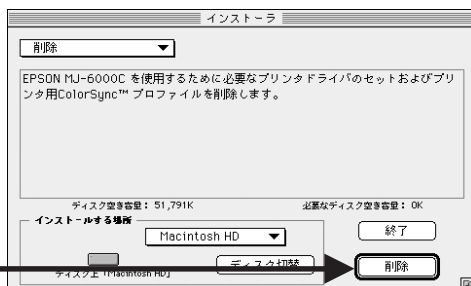 インストーラ
削除
EPSON MJ-6000C を使用するために必要なプリンタドライバのセットおよびプリ
ンタ用ColorSync™ プロファイルを削除します。
ディスク空き容量： 51,791K
必要なディスク空き容量： 0K
インストールする場所
Macintosh HD
終了
ディスク上「Macintosh HD」
ディスク切替
削除